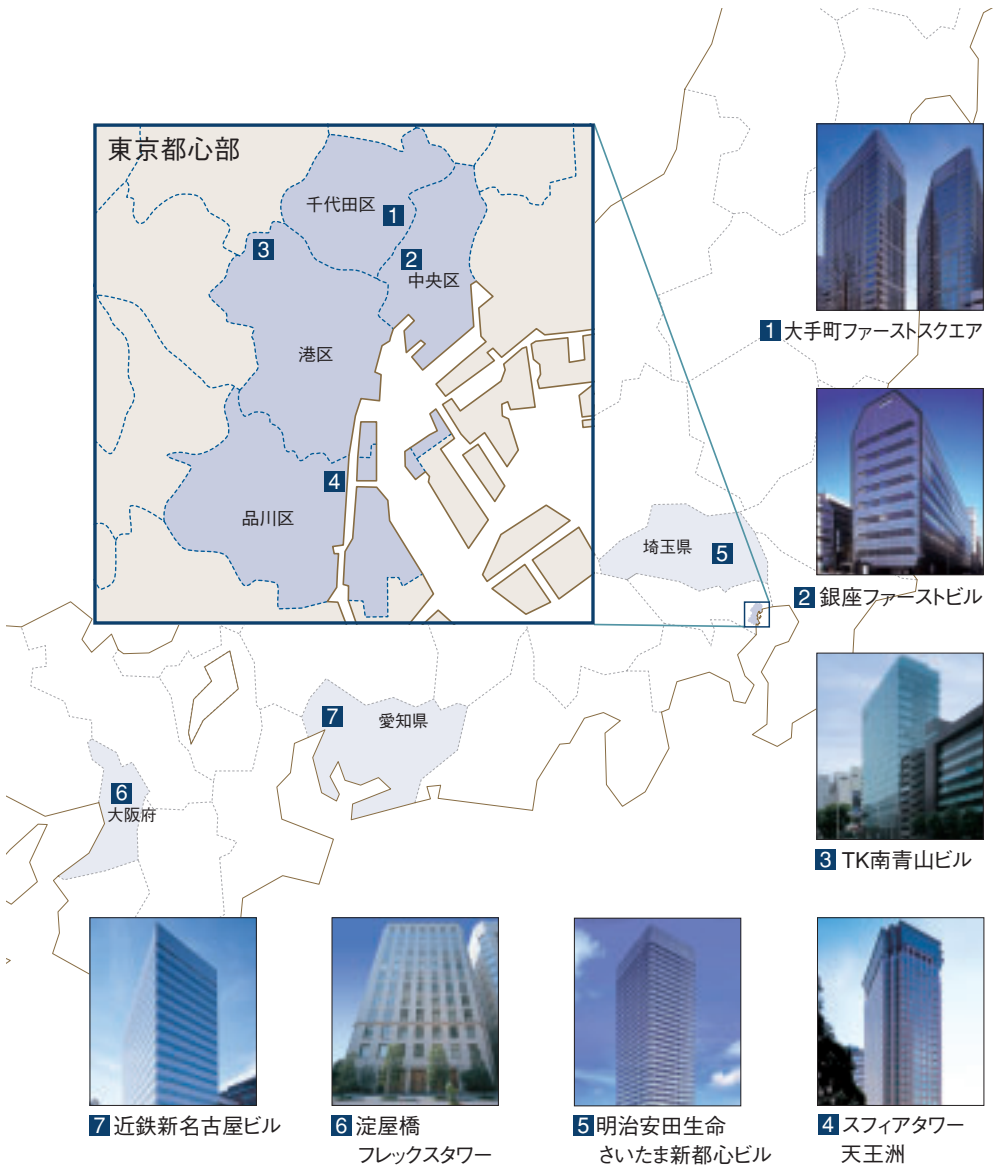 東京都心部
千代田区
1
3
2
中央区
港区
4
品川区
埼玉県
5
7
愛知県
6
大阪府
1 大手町ファーストスクエア
2 銀座ファーストビル
3 TK南青山ビル
7 近鉄新名古屋ビル
6 淀屋橋
フレックスタワー
5 明治安田生命
さいたま新都心ビル
4 スフィアタワー
天王洲